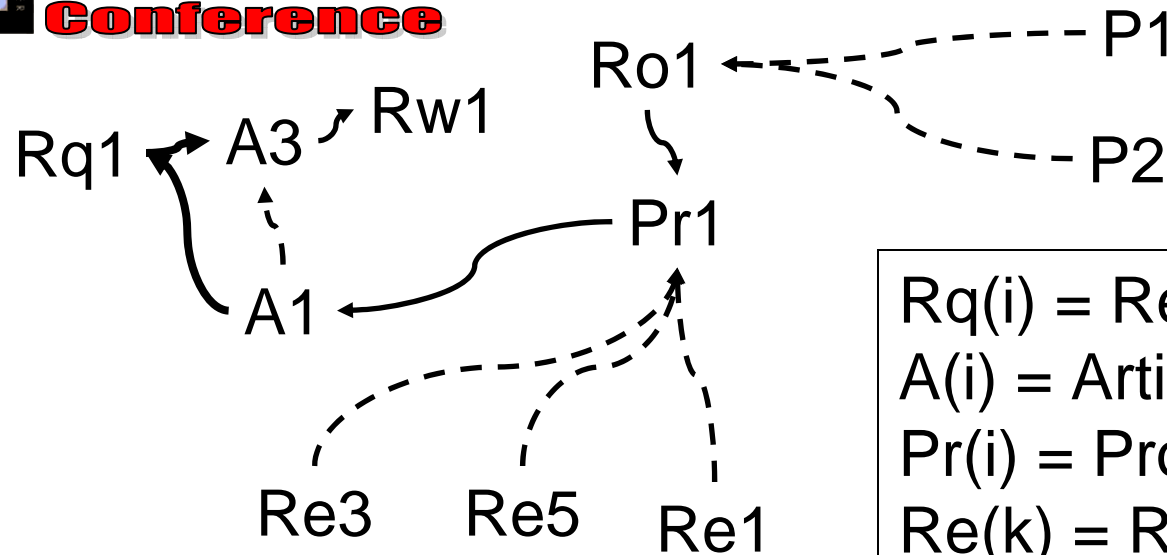 Conference
Ro1
P1
Rq1
A3
Rw1
P2
Pr1
A1
Re3
Re5
Re1
Rq(i) = Re
A(i) = Arti
Pr(i) = Pro
Re(k) = R